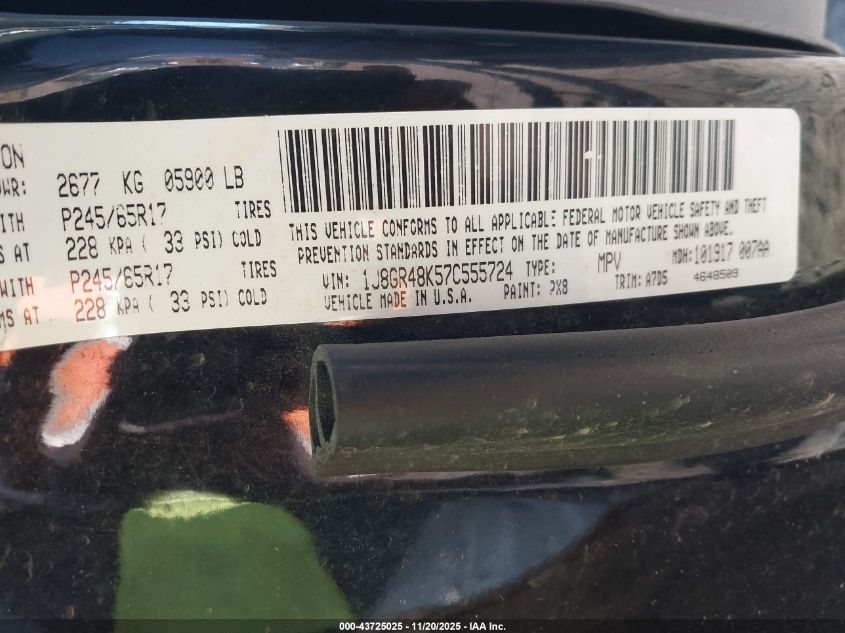 ON
WR: 2677 KG 05900 LB
WITH P245/65R17 TIRES
MS AT 228 KPA ( 33 PSI) COLD
WITH P245/65R17 TIRES
MS AT 228 KPA ( 33 PSI) COLD
THIS VEHICLE CONFORMS TO ALL APPLICABLE FEDERAL MOTOR VEHICLE SAFETY AND THEFT
PREVENTION STANDARDS IN EFFECT ON THE DATE OF MANUFACTURE SHOWN ABOVE.
VIN: 1J8GR48K57C555724 TYPE: MPV MDH: 101917 007AA
VEHICLE MADE IN U.S.A. PAINT: PX8 TRIM: A7D5 4648509
000-43725025 - 11/20/2025 - IAA Inc.